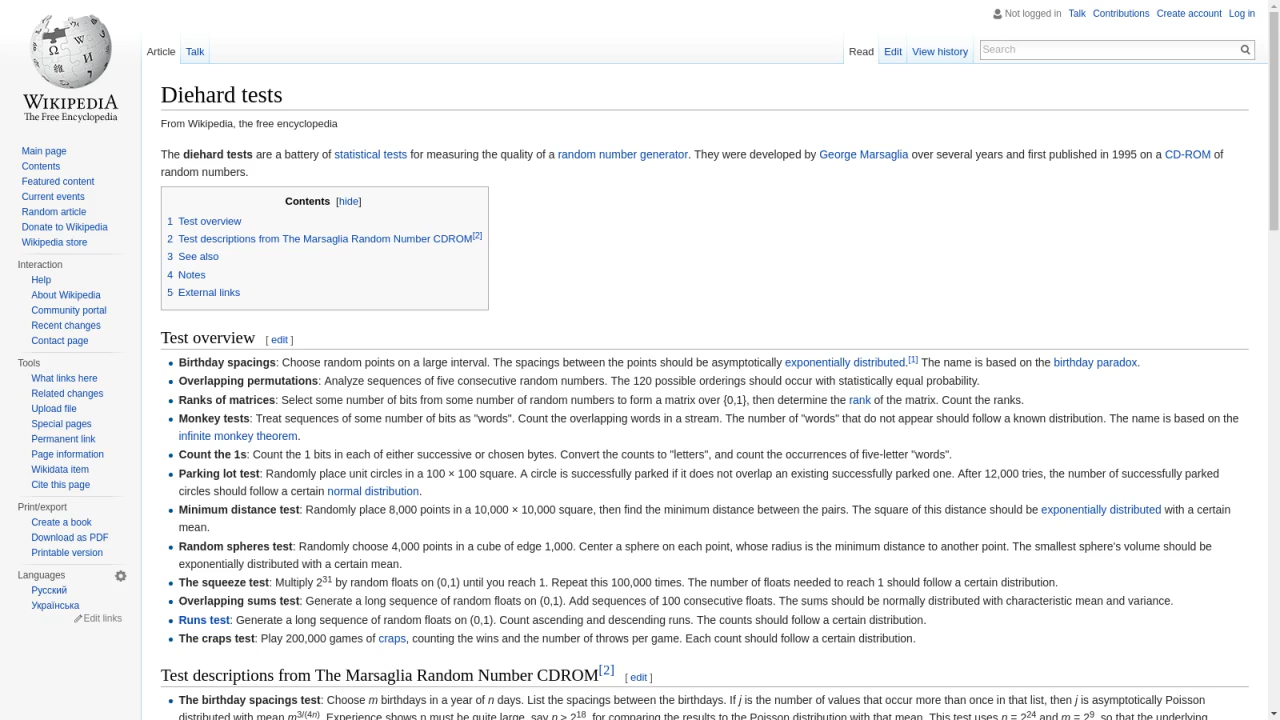 Not logged in Talk Contributions Create account Log in
Article Talk Read Edit View history Search
WIKIPEDIA
The Free Encyclopedia
Main page
Contents
Featured content
Current events
Random article
Donate to Wikipedia
Wikipedia store
Interaction
Help
About Wikipedia
Community portal
Recent changes
Contact page
Tools
What links here
Related changes
Upload file
Special pages
Permanent link
Page information
Wikidata item
Cite this page
Print/export
Create a book
Download as PDF
Printable version
Languages
Русский
Українська
Edit links
Diehard tests
From Wikipedia, the free encyclopedia
The diehard tests are a battery of statistical tests for measuring the quality of a random number generator. They were developed by George Marsaglia over several years and first published in 1995 on a CD-ROM of
random numbers.
Contents [hide]
1 Test overview
2 Test descriptions from The Marsaglia Random Number CDROM[2]
3 See also
4 Notes
5 External links
Test overview [ edit ]
• Birthday spacings: Choose random points on a large interval. The spacings between the points should be asymptotically exponentially distributed.[1] The name is based on the birthday paradox.
• Overlapping permutations: Analyze sequences of five consecutive random numbers. The 120 possible orderings should occur with statistically equal probability.
• Ranks of matrices: Select some number of bits from some number of random numbers to form a matrix over {0,1}, then determine the rank of the matrix. Count the ranks.
• Monkey tests: Treat sequences of some number of bits as "words". Count the overlapping words in a stream. The number of "words" that do not appear should follow a known distribution. The name is based on the
infinite monkey theorem.
• Count the 1s: Count the 1 bits in each of either successive or chosen bytes. Convert the counts to "letters", and count the occurrences of five-letter "words".
• Parking lot test: Randomly place unit circles in a 100 × 100 square. A circle is successfully parked if it does not overlap an existing successfully parked one. After 12,000 tries, the number of successfully parked
circles should follow a certain normal distribution.
• Minimum distance test: Randomly place 8,000 points in a 10,000 × 10,000 square, then find the minimum distance between the pairs. The square of this distance should be exponentially distributed with a certain
mean.
• Random spheres test: Randomly choose 4,000 points in a cube of edge 1,000. Center a sphere on each point, whose radius is the minimum distance to another point. The smallest sphere's volume should be
exponentially distributed with a certain mean.
• The squeeze test: Multiply 2^31 by random floats on (0,1) until you reach 1. Repeat this 100,000 times. The number of floats needed to reach 1 should follow a certain distribution.
• Overlapping sums test: Generate a long sequence of random floats on (0,1). Add sequences of 100 consecutive floats. The sums should be normally distributed with characteristic mean and variance.
• Runs test: Generate a long sequence of random floats on (0,1). Count ascending and descending runs. The counts should follow a certain distribution.
• The craps test: Play 200,000 games of craps, counting the wins and the number of throws per game. Each count should follow a certain distribution.
Test descriptions from The Marsaglia Random Number CDROM[2] [ edit ]
• The birthday spacings test: Choose m birthdays in a year of n days. List the spacings between the birthdays. If j is the number of values that occur more than once in that list, then j is asymptotically Poisson
distributed with mean m^3/(4n). Experience shows n must be quite large, say n ≥ 2^18, for comparing the results to the Poisson distribution with that mean. This test uses n = 2^24 and m = 2^9, so that the underlying